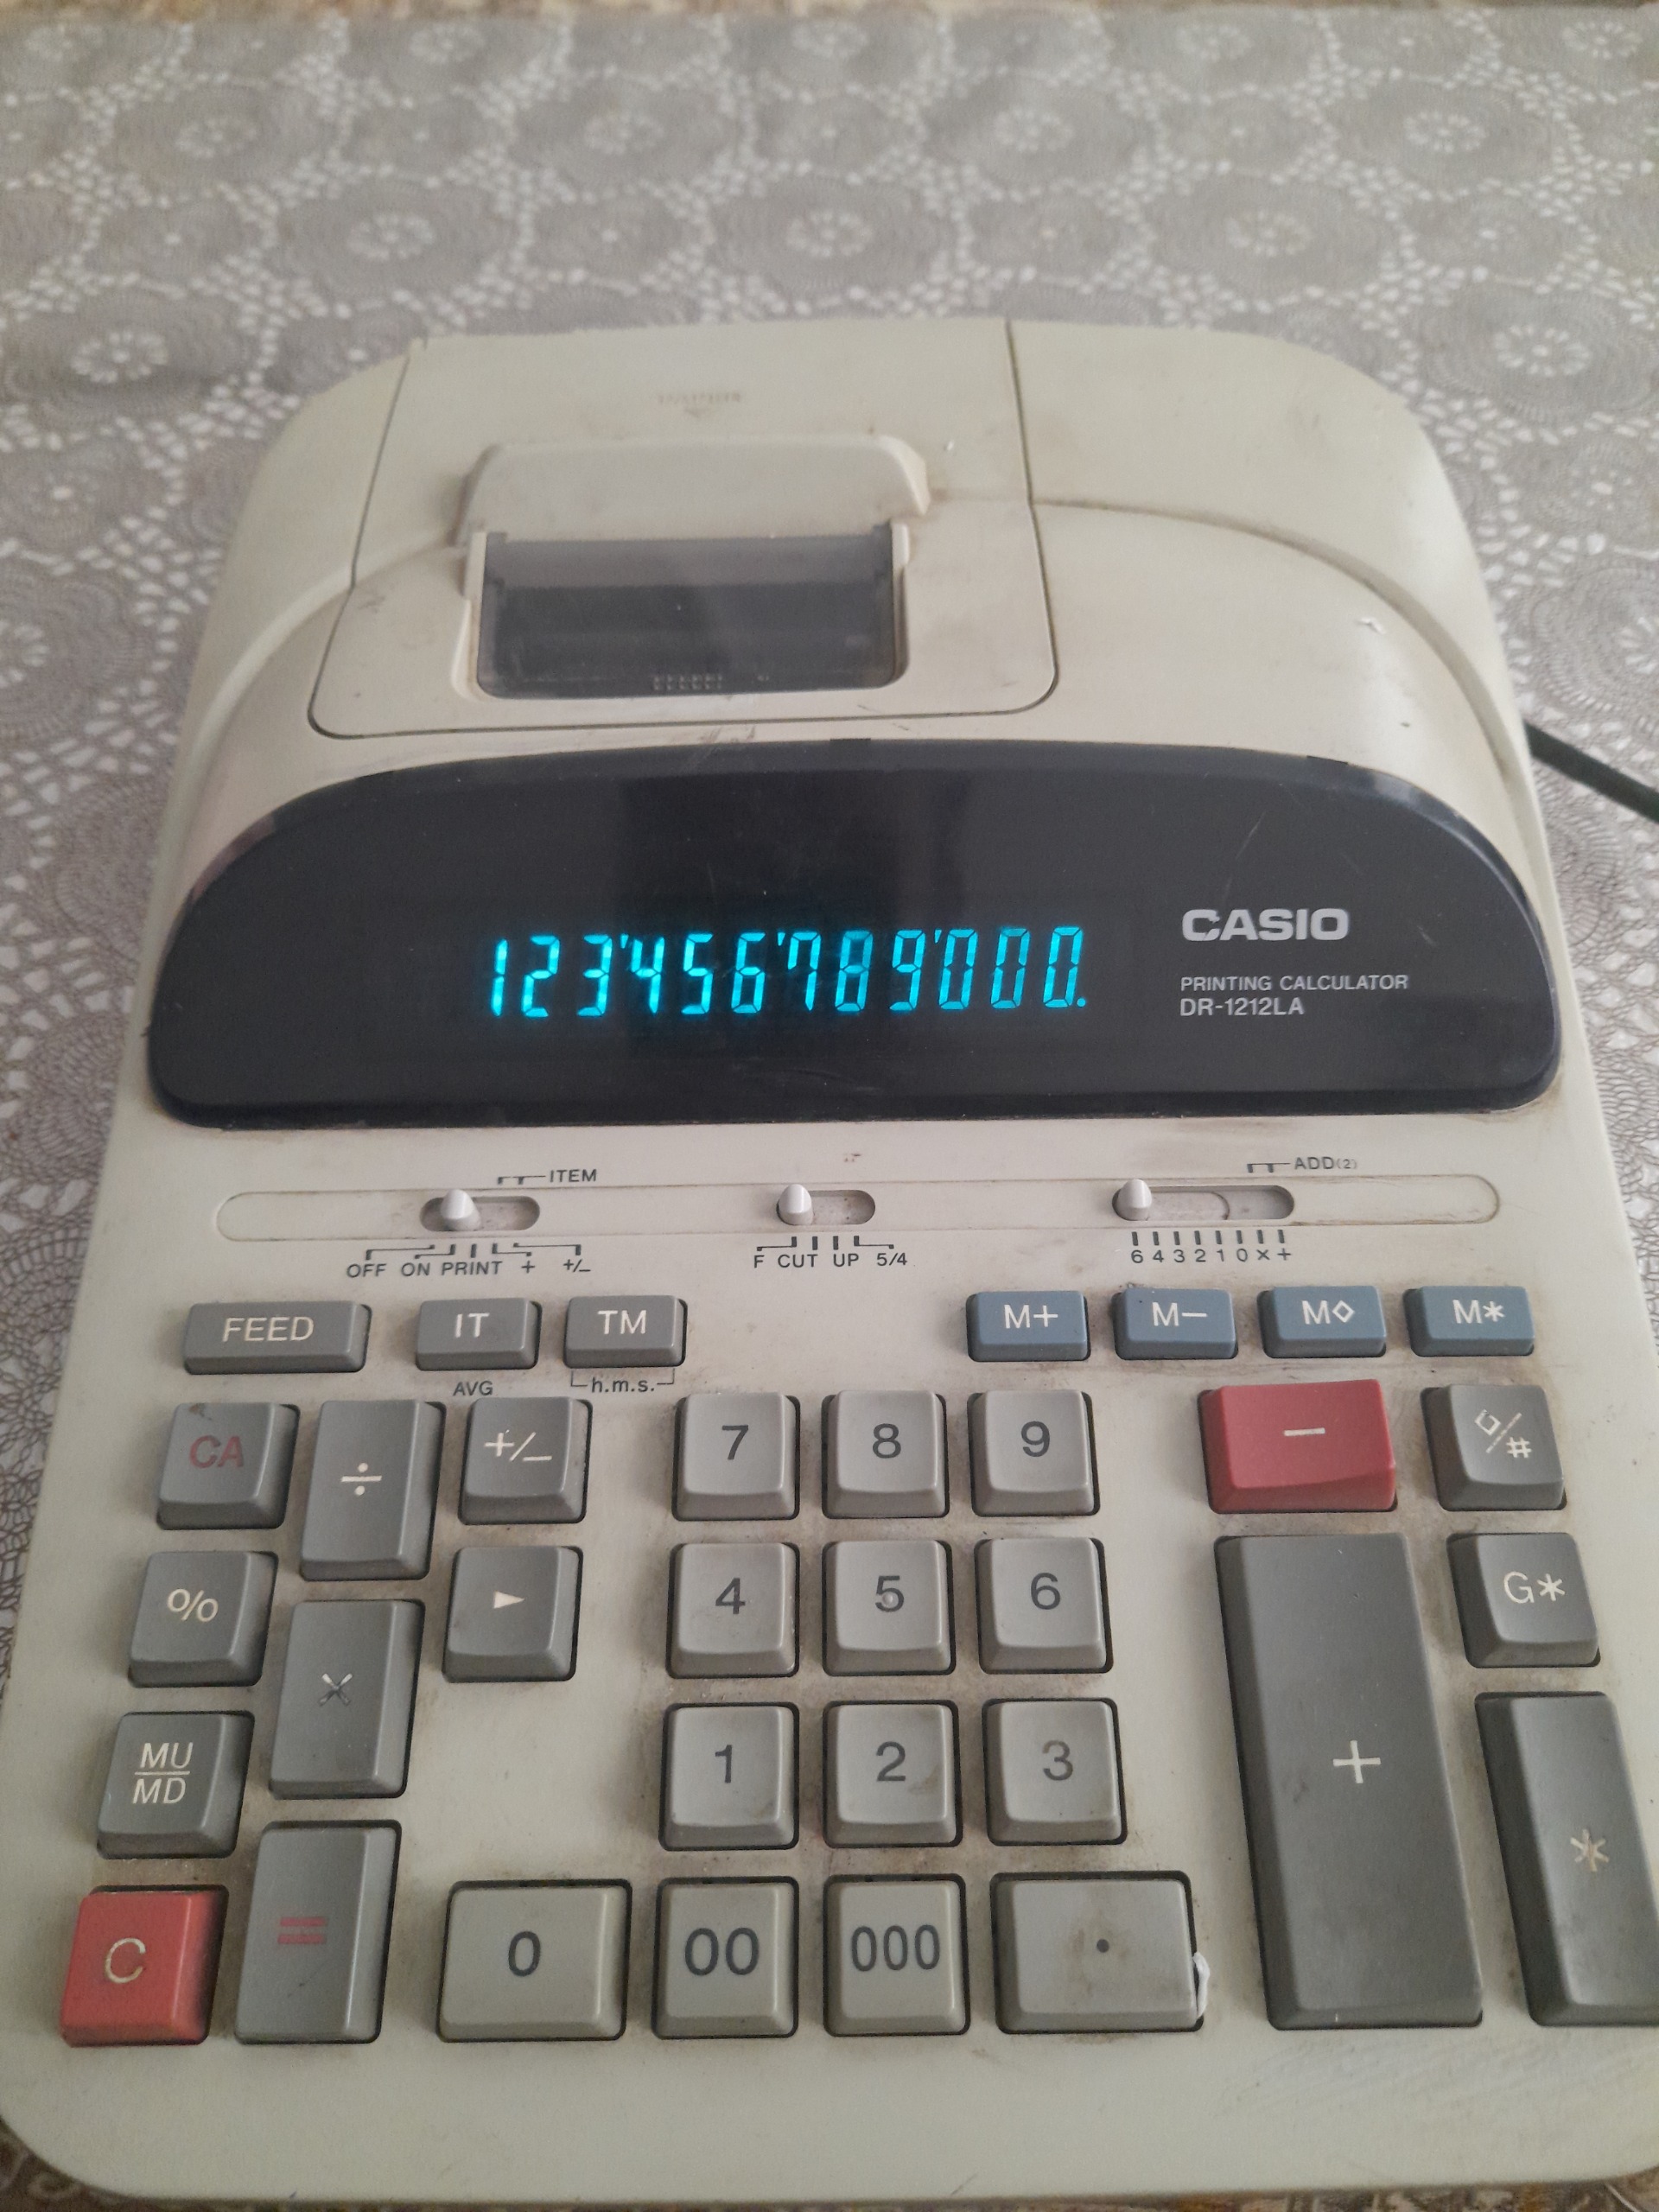 123'456'789'000.
CASIO
PRINTING CALCULATOR
DR-1212LA
ITEM
ADD(2)
OFF ON PRINT + +/−
F CUT UP 5/4
6 4 3 2 1 0 × +
FEED IT TM M+ M− M◇ M*
AVG h.m.s.
CA ÷ +/− 7 8 9 −
#
% ► 4 5 6 G*
×
MU
MD
1 2 3 + *
C = 0 00 000 •